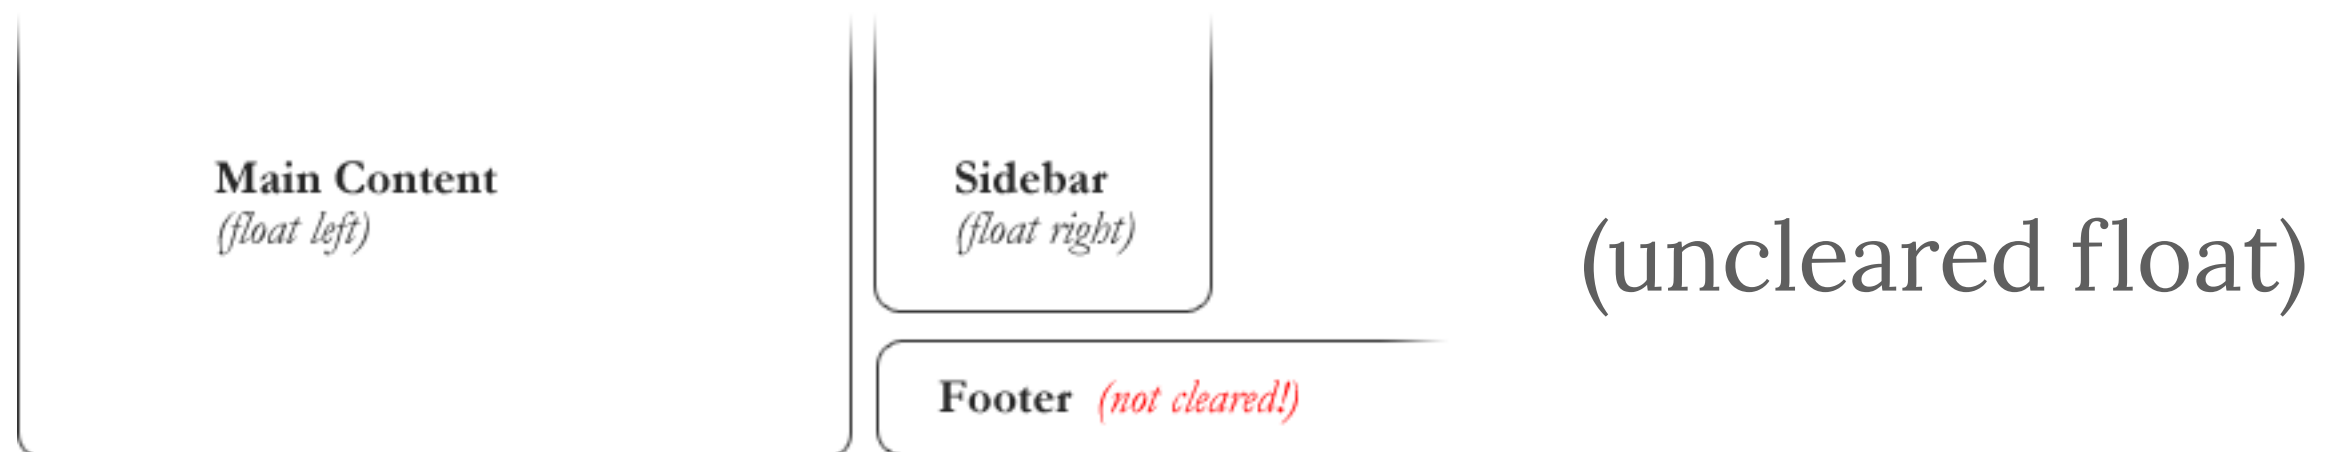 Main Content
(float left)
Sidebar
(float right)
Footer (not cleared!)
(uncleared float)